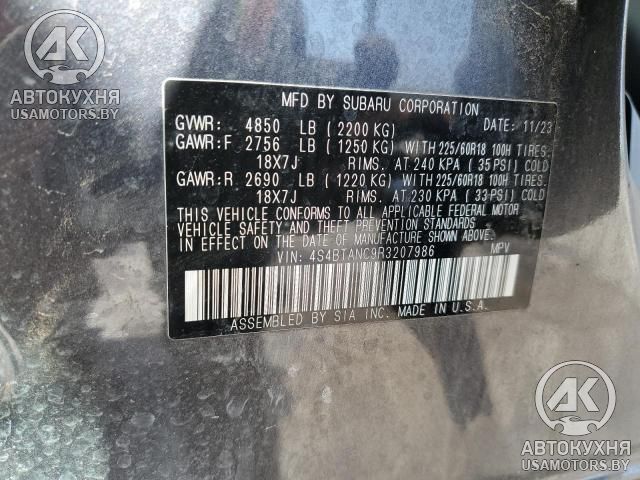 AK
АВТОКУХНЯ
USAMOTORS.BY
MFD BY SUBARU CORPORATION
GVWR: 4850 LB (2200 KG) DATE: 11/23
GAWR:F 2756 LB (1250 KG) WITH 225/60R18 100H TIRES.
18X7J RIMS. AT 240 KPA (35 PSI) COLD
GAWR:R 2690 LB (1220 KG) WITH 225/60R18 100H TIRES.
18X7J RIMS. AT 230 KPA (33 PSI) COLD
THIS VEHICLE CONFORMS TO ALL APPLICABLE FEDERAL MOTOR
VEHICLE SAFETY AND BUMPER STANDARDS
IN EFFECT ON DATE OF MANUFACTURE SHOWN ABOVE.
VIN: 4S4BTANC9R3207986 MPV
ASSEMBLED BY SIA INC. MADE IN U.S.A.
AK
АВТОКУХНЯ
USAMOTORS.BY